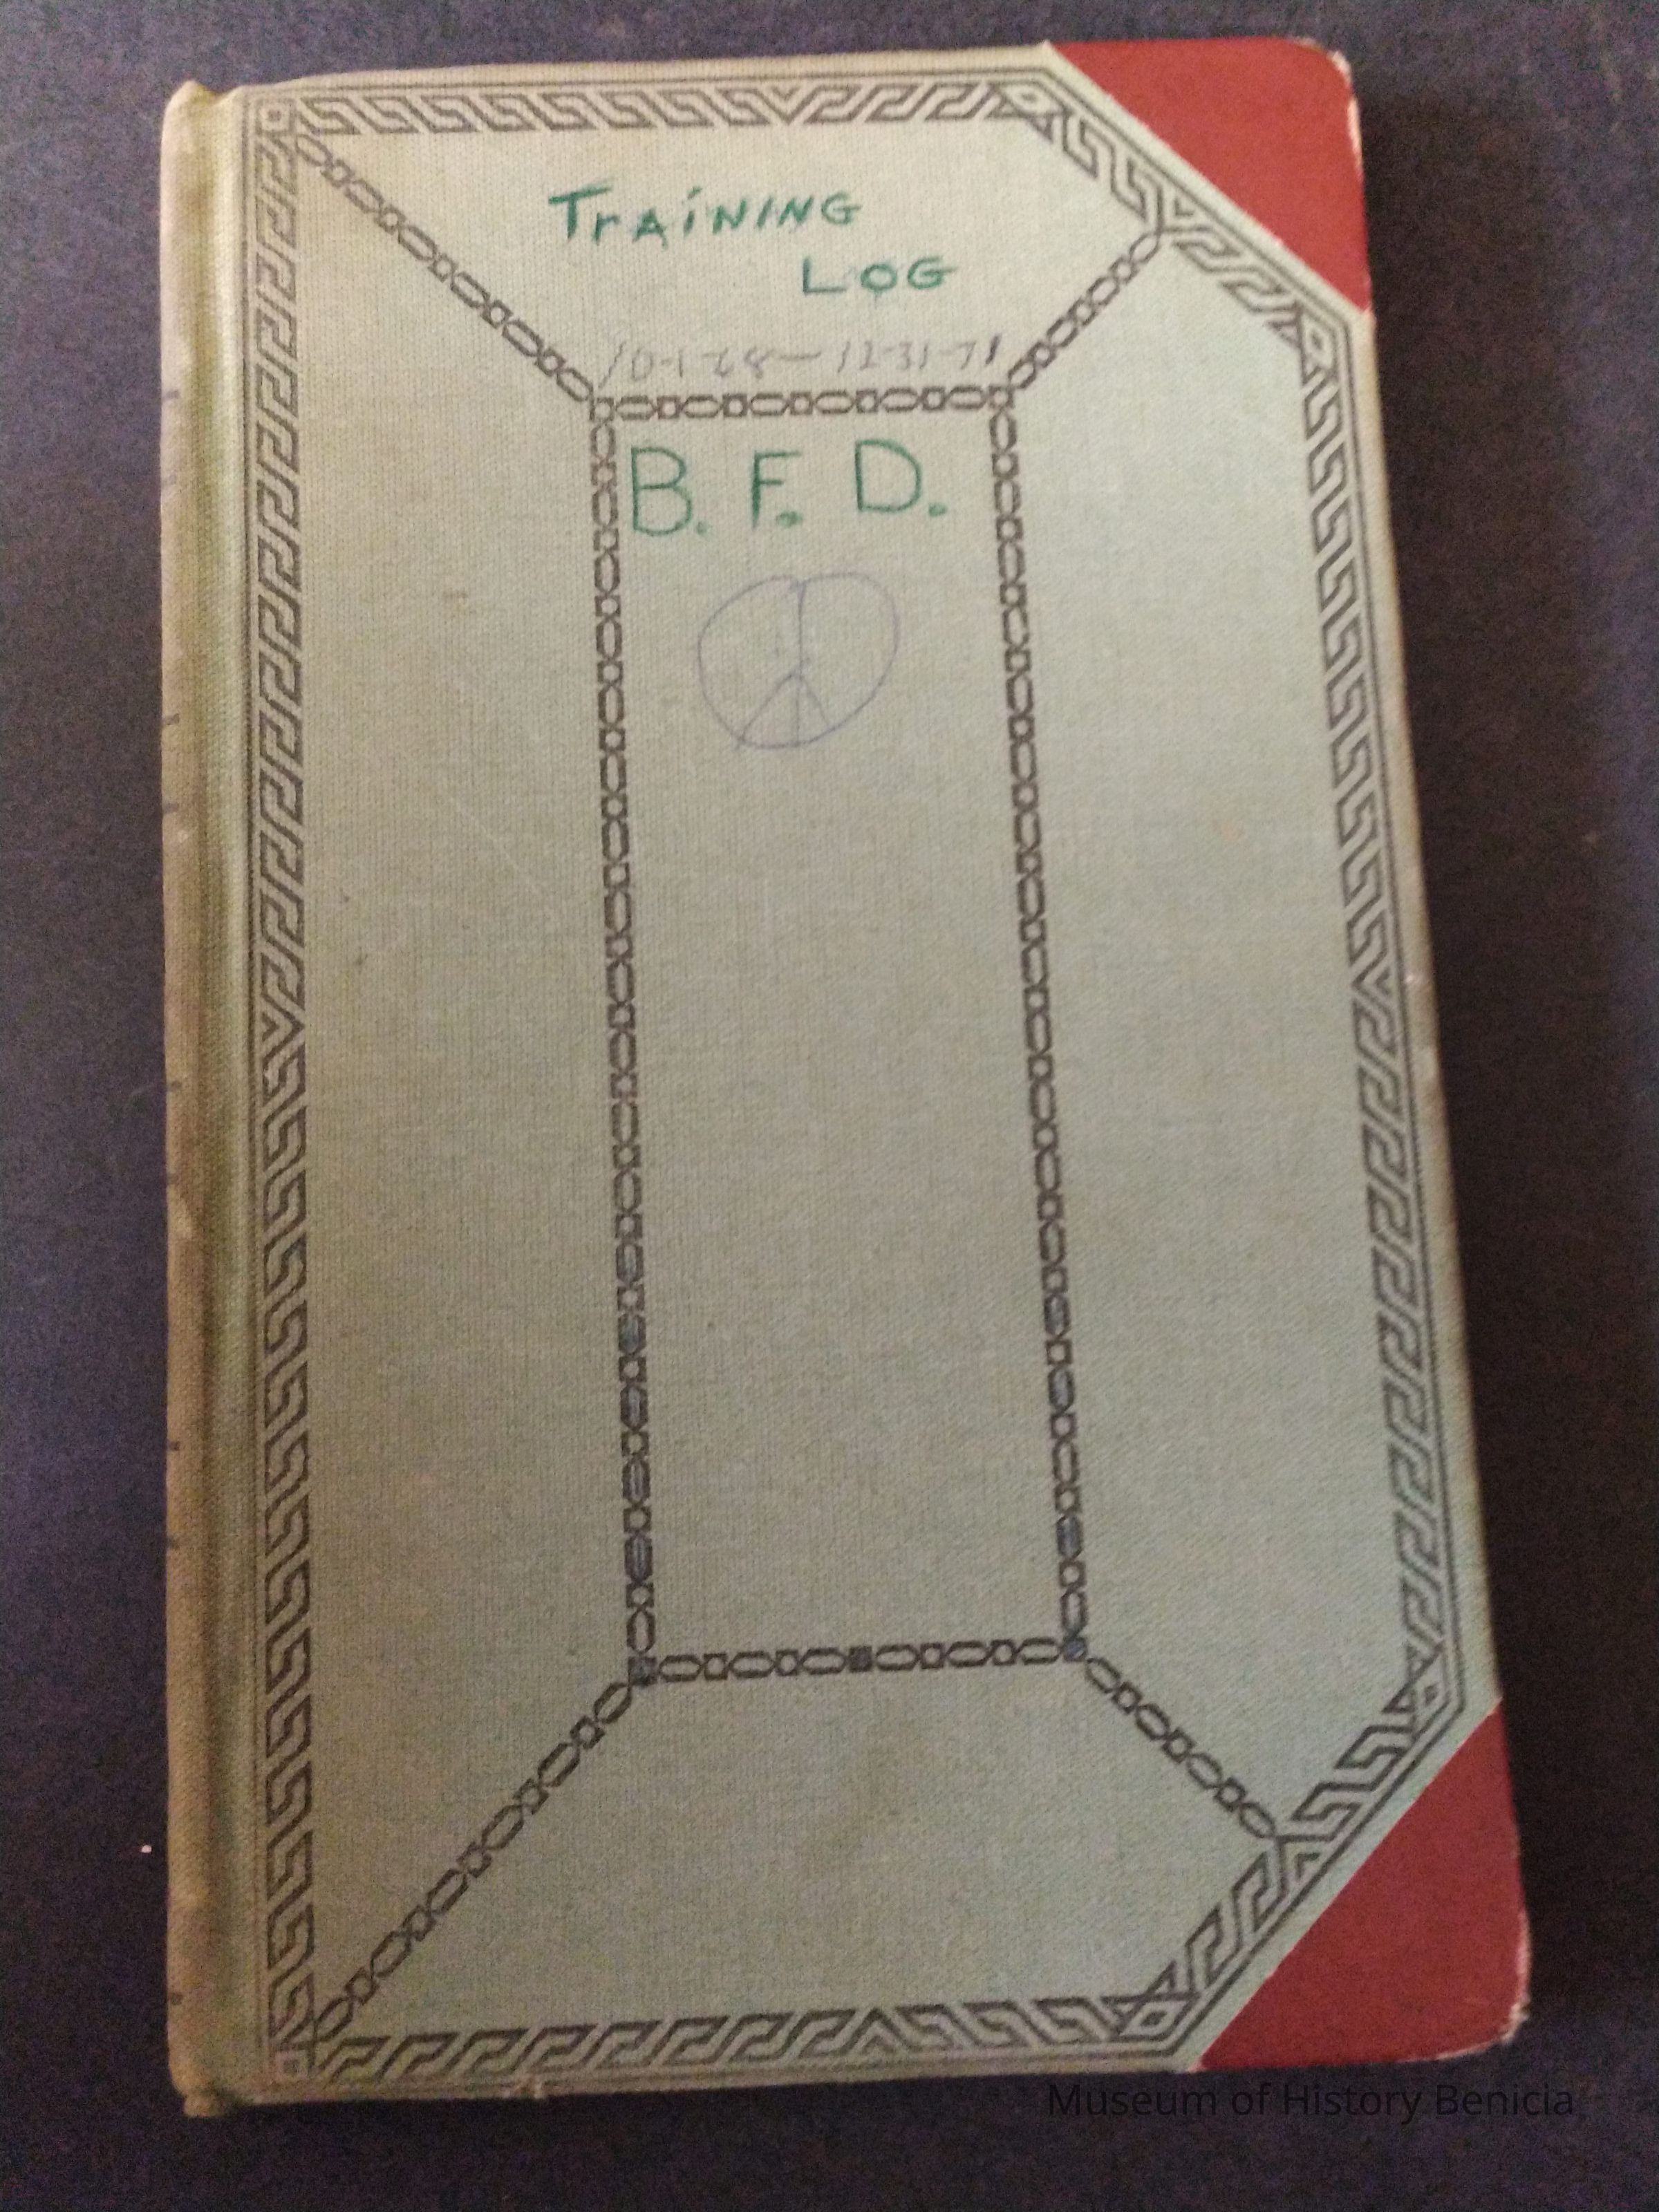 TrAiNING
LOG
10-1-68 — 12-31-71
B. F. D.
Museum of History Benicia